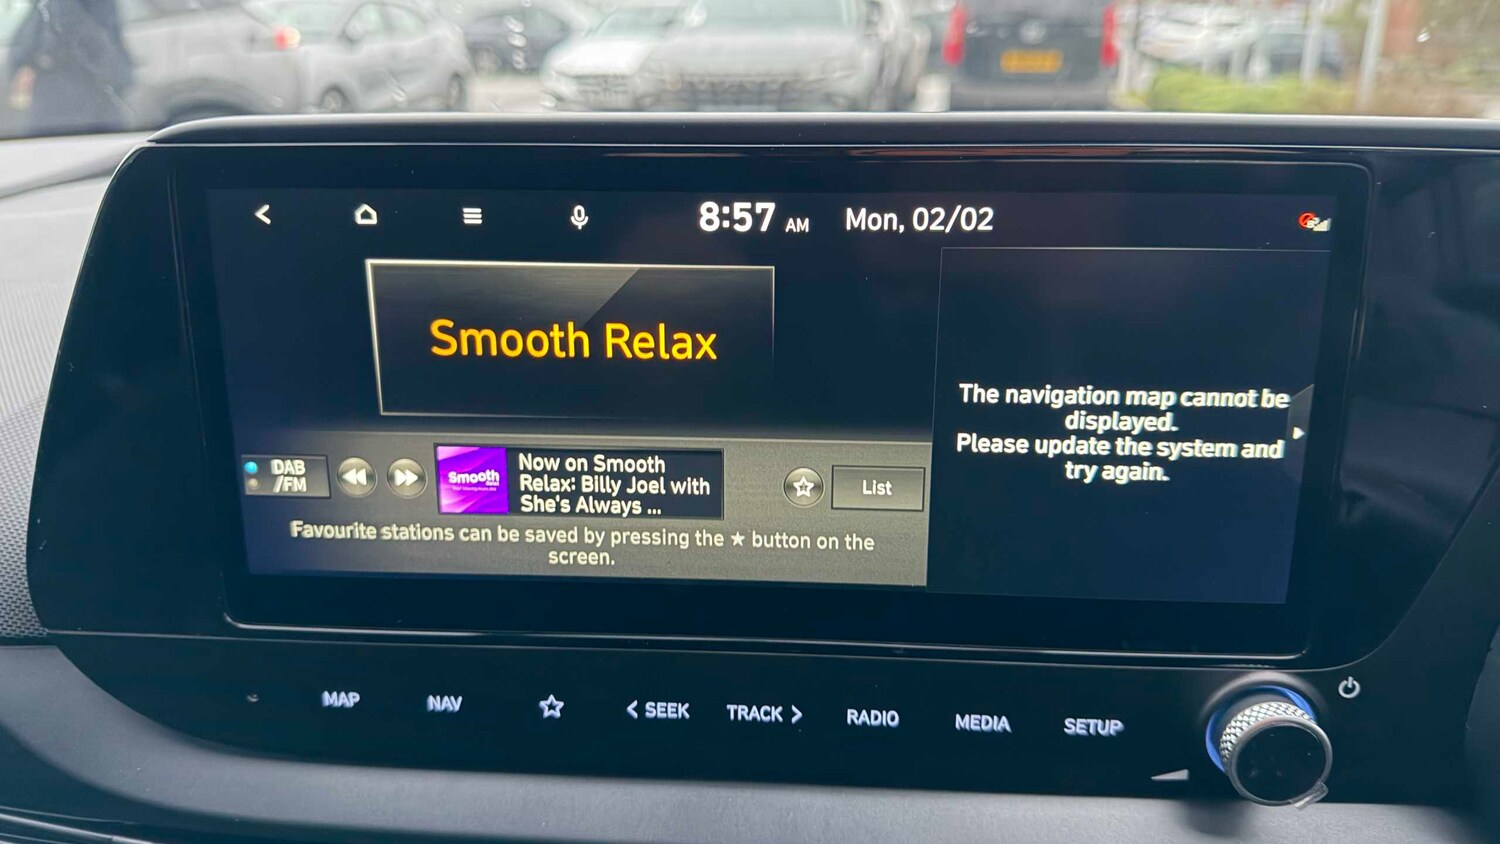 8:57 AM Mon, 02/02
Smooth Relax
The navigation map cannot be
displayed.
Please update the system and
try again.
DAB
/FM
Smooth
Now on Smooth
Relax: Billy Joel with
She's Always ...
List
Favourite stations can be saved by pressing the ★ button on the
screen.
MAP
NAV
< SEEK
TRACK >
RADIO
MEDIA
SETUP